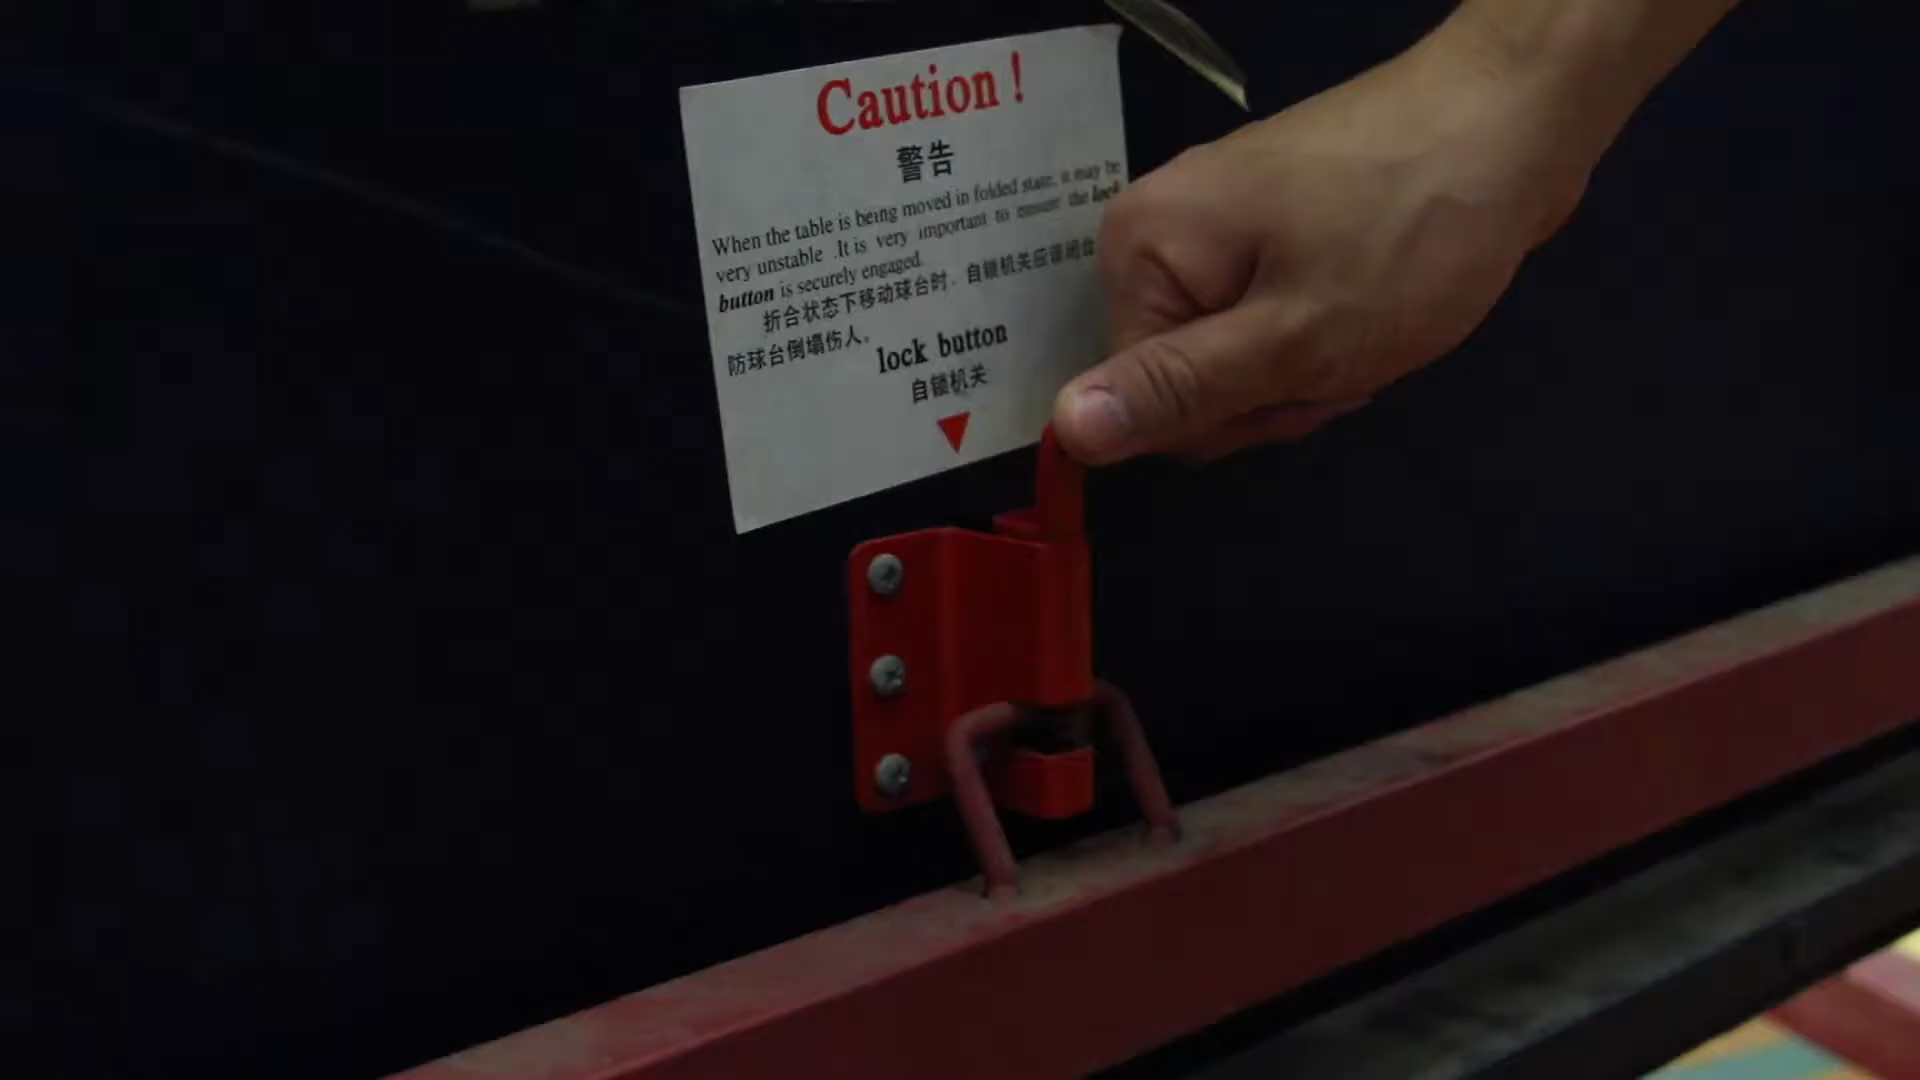 Caution !
警告
When the table is being moved in folded state, it may be
very unstable .It is very important to ensure the lock
button is securely engaged.
折合状态下移动球台时，自锁机关应该闭合
防球台倒塌伤人。
lock button
自锁机关